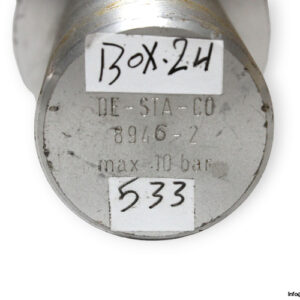 BOX.24
DE-STA-CO
8946-2
max 10 bar
533